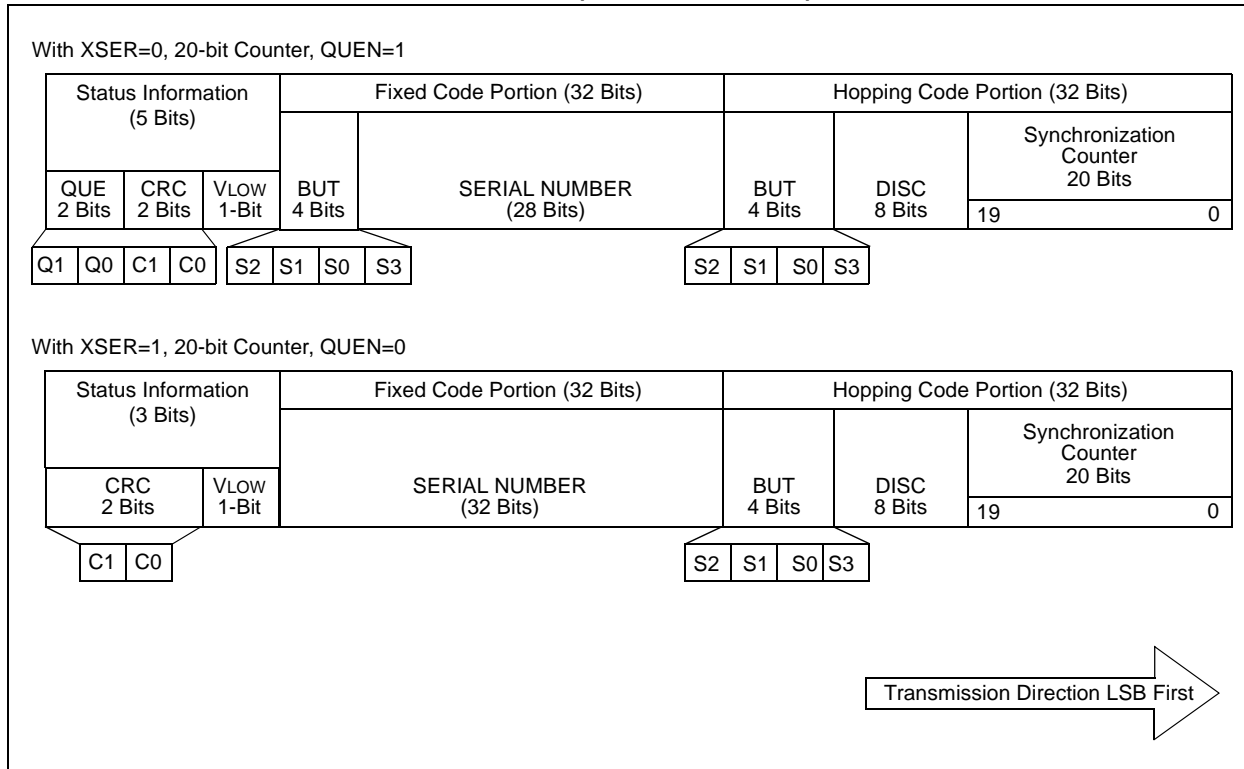 With XSER=0, 20-bit Counter, QUEN=1
Status Information
(5 Bits)
Fixed Code Portion (32 Bits)
Hopping Code Portion (32 Bits)
QUE
2 Bits
CRC
2 Bits
VLOW
1-Bit
BUT
4 Bits
SERIAL NUMBER
(28 Bits)
BUT
4 Bits
DISC
8 Bits
Synchronization
Counter
20 Bits
19 0
Q1 Q0 C1 C0 S2 S1 S0 S3 S2 S1 S0 S3
With XSER=1, 20-bit Counter, QUEN=0
Status Information
(3 Bits)
Fixed Code Portion (32 Bits)
Hopping Code Portion (32 Bits)
CRC
2 Bits
VLOW
1-Bit
SERIAL NUMBER
(32 Bits)
BUT
4 Bits
DISC
8 Bits
Synchronization
Counter
20 Bits
19 0
C1 C0 S2 S1 S0 S3
Transmission Direction LSB First